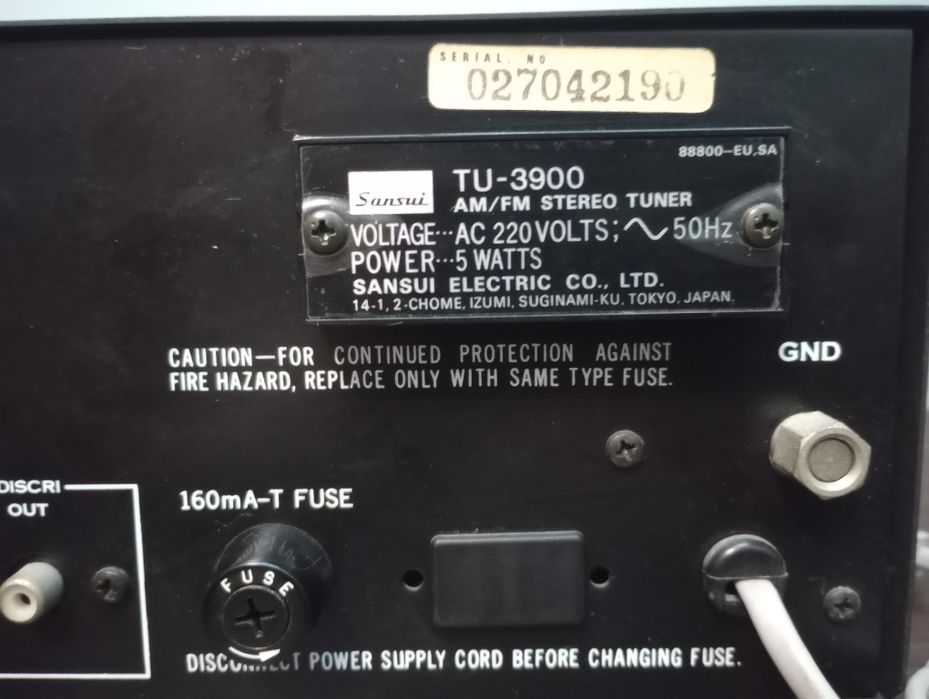 SERIAL. NO
027042190
88800-EU,SA
Sansui
TU-3900
AM/FM STEREO TUNER
VOLTAGE···AC 220 VOLTS; ∿ 50Hz
POWER···5 WATTS
SANSUI ELECTRIC CO., LTD.
14-1, 2-CHOME, IZUMI, SUGINAMI-KU, TOKYO, JAPAN.
CAUTION—FOR CONTINUED PROTECTION AGAINST
FIRE HAZARD, REPLACE ONLY WITH SAME TYPE FUSE.
GND
DISCRI
OUT
160mA-T FUSE
FUSE
DISCONNECT POWER SUPPLY CORD BEFORE CHANGING FUSE.